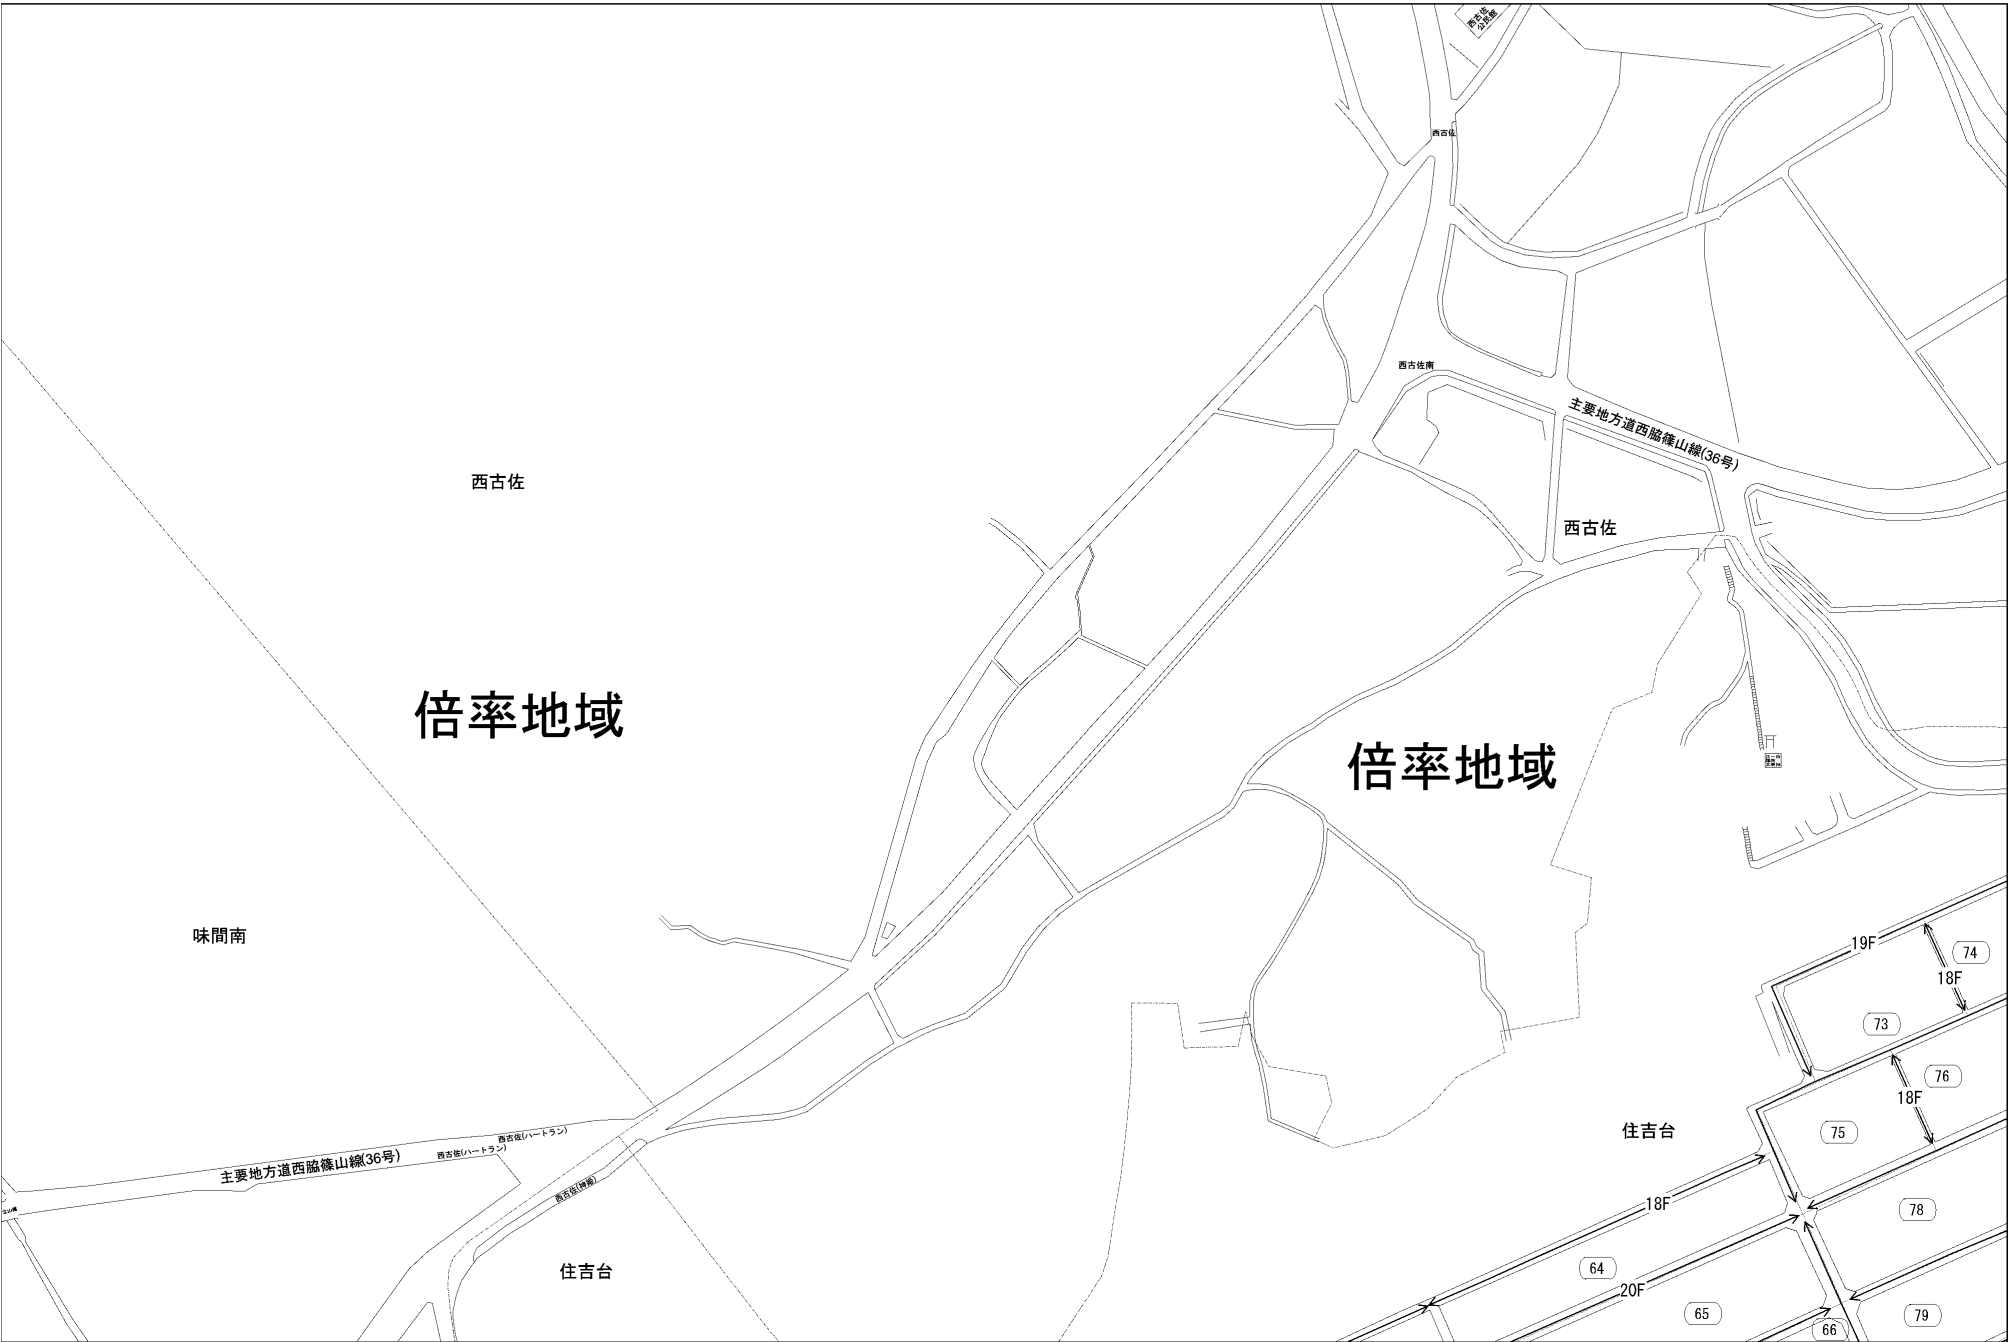 西古佐
公民館
西古佐
西古佐南
主要地方道西脇篠山線(36号)
西古佐
西古佐
倍率地域
倍率地域
味間南
19F
74
18F
73
76
18F
75
住吉台
西古佐(ハートラン)
西古佐(ハートラン)
主要地方道西脇篠山線(36号)
18F
78
住吉台
64
20F
65
66
79